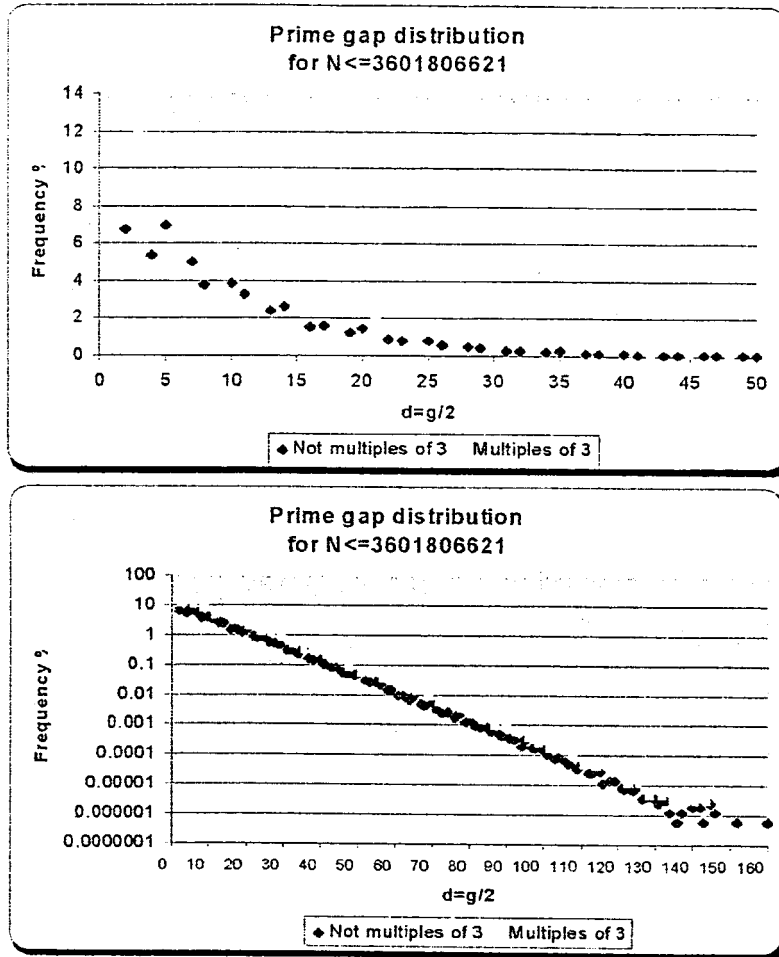 Prime gap distribution
for N<=3601806621
14
12
10
8
6
4
2
0
Frequency %
0 5 10 15 20 25 30 35 40 45 50
d=g/2
Not multiples of 3 Multiples of 3
Prime gap distribution
for N<=3601806621
100
10
1
0.1
0.01
0.001
0.0001
0.00001
0.000001
0.0000001
Frequency %
0 10 20 30 40 50 60 70 80 90 100 110 120 130 140 150 160
d=g/2
Not multiples of 3 Multiples of 3